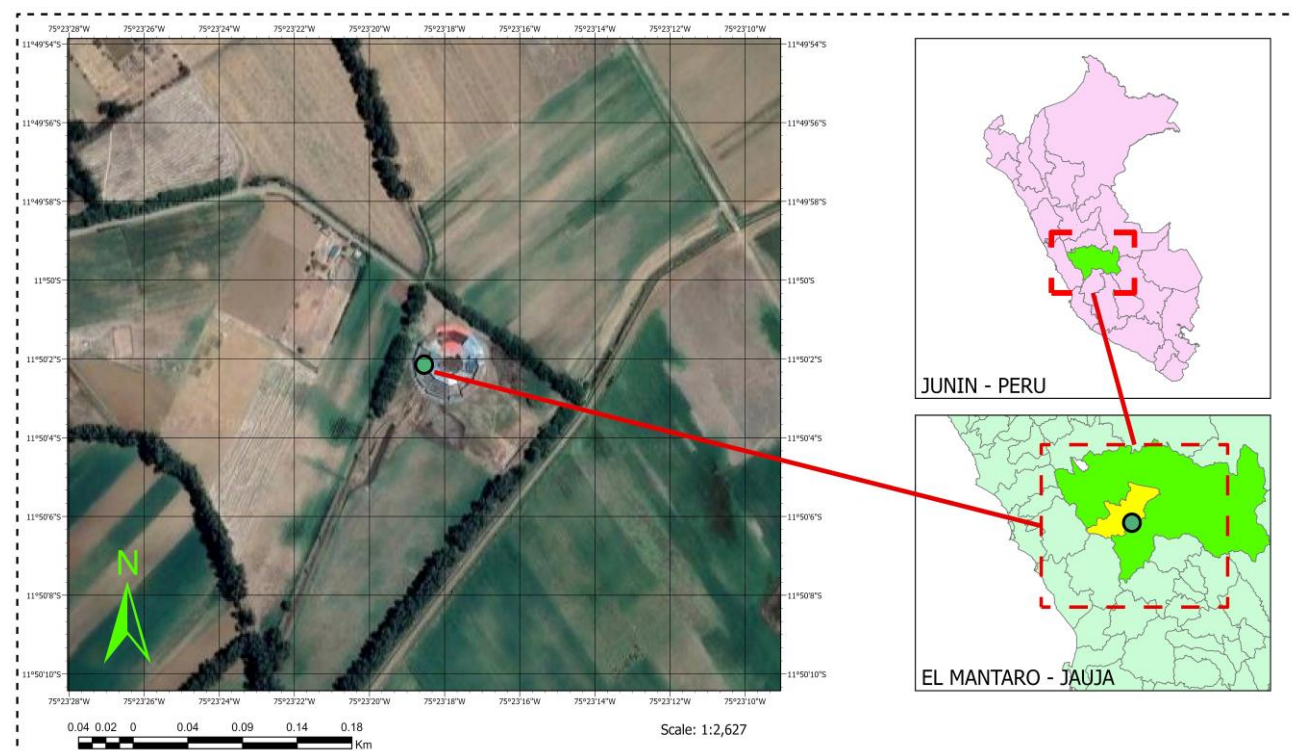 75°23'28"W 75°23'26"W 75°23'24"W 75°23'22"W 75°23'20"W 75°23'18"W 75°23'16"W 75°23'14"W 75°23'12"W 75°23'10"W
11°49'54"S 11°49'54"S
11°49'56"S 11°49'56"S
11°49'58"S 11°49'58"S
11°50'S 11°50'S
11°50'2"S 11°50'2"S
11°50'4"S 11°50'4"S
11°50'6"S 11°50'6"S
11°50'8"S 11°50'8"S
11°50'10"S 11°50'10"S
75°23'28"W 75°23'26"W 75°23'24"W 75°23'22"W 75°23'20"W 75°23'18"W 75°23'16"W 75°23'14"W 75°23'12"W 75°23'10"W
N
0.04 0.02 0 0.04 0.09 0.14 0.18
Km
Scale: 1:2,627
JUNIN - PERU
EL MANTARO - JAUJA